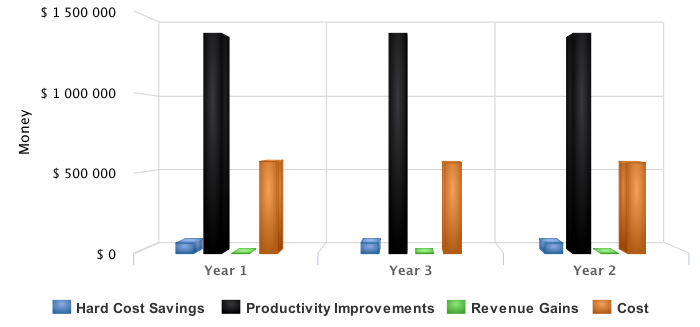 $ 1 500 000
$ 1 000 000
$ 500 000
$ 0
Money
Year 1 Year 3 Year 2
Hard Cost Savings Productivity Improvements Revenue Gains Cost